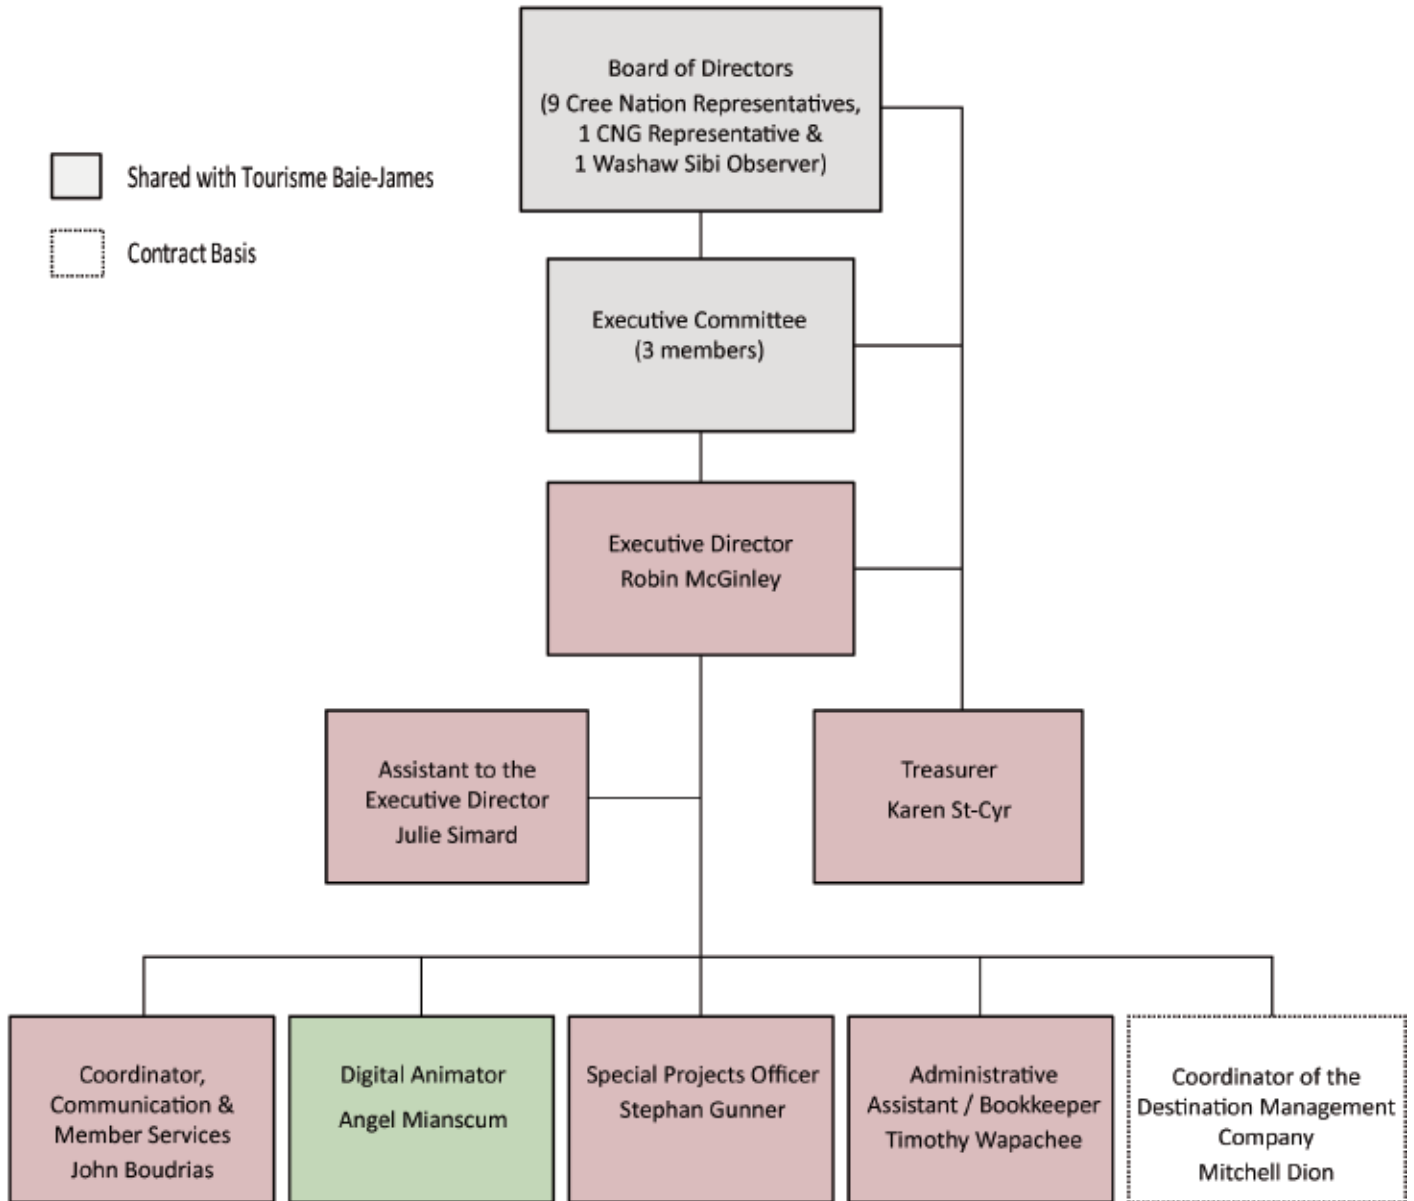 Board of Directors
(9 Cree Nation Representatives,
1 CNG Representative &
1 Washaw Sibi Observer)
Shared with Tourisme Baie-James
Contract Basis
Executive Committee
(3 members)
Executive Director
Robin McGinley
Assistant to the
Executive Director
Julie Simard
Treasurer
Karen St-Cyr
Coordinator,
Communication &
Member Services
John Boudrias
Digital Animator
Angel Mianscum
Special Projects Officer
Stephan Gunner
Administrative
Assistant / Bookkeeper
Timothy Wapachee
Coordinator of the
Destination Management
Company
Mitchell Dion